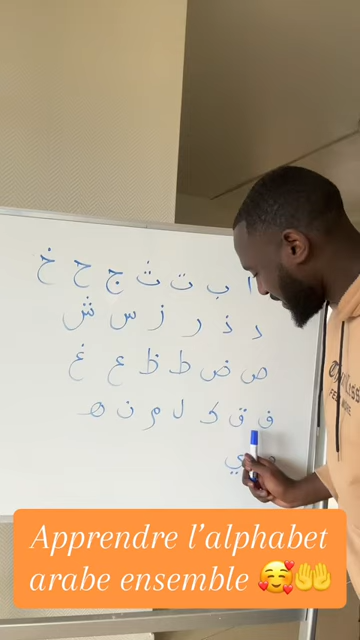 ا ب ت ث ج ح خ
د ذ ر ز س ش
ص ض ط ظ ع غ
ف ق ك ل م ن ه
ي
Apprendre l'alphabet
arabe ensemble 🥰🤲